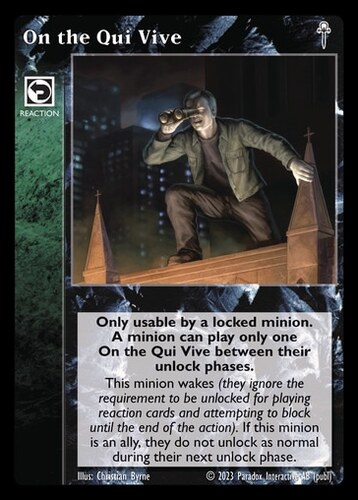 On the Qui Vive
REACTION
Only usable by a locked minion.
A minion can play only one
On the Qui Vive between their
unlock phases.
This minion wakes (they ignore the
requirement to be unlocked for playing
reaction cards and attempting to block
until the end of the action). If this minion
is an ally, they do not unlock as normal
during their next unlock phase.
Illus: Christian Byrne © 2023 Paradox Interactive AB (publ)